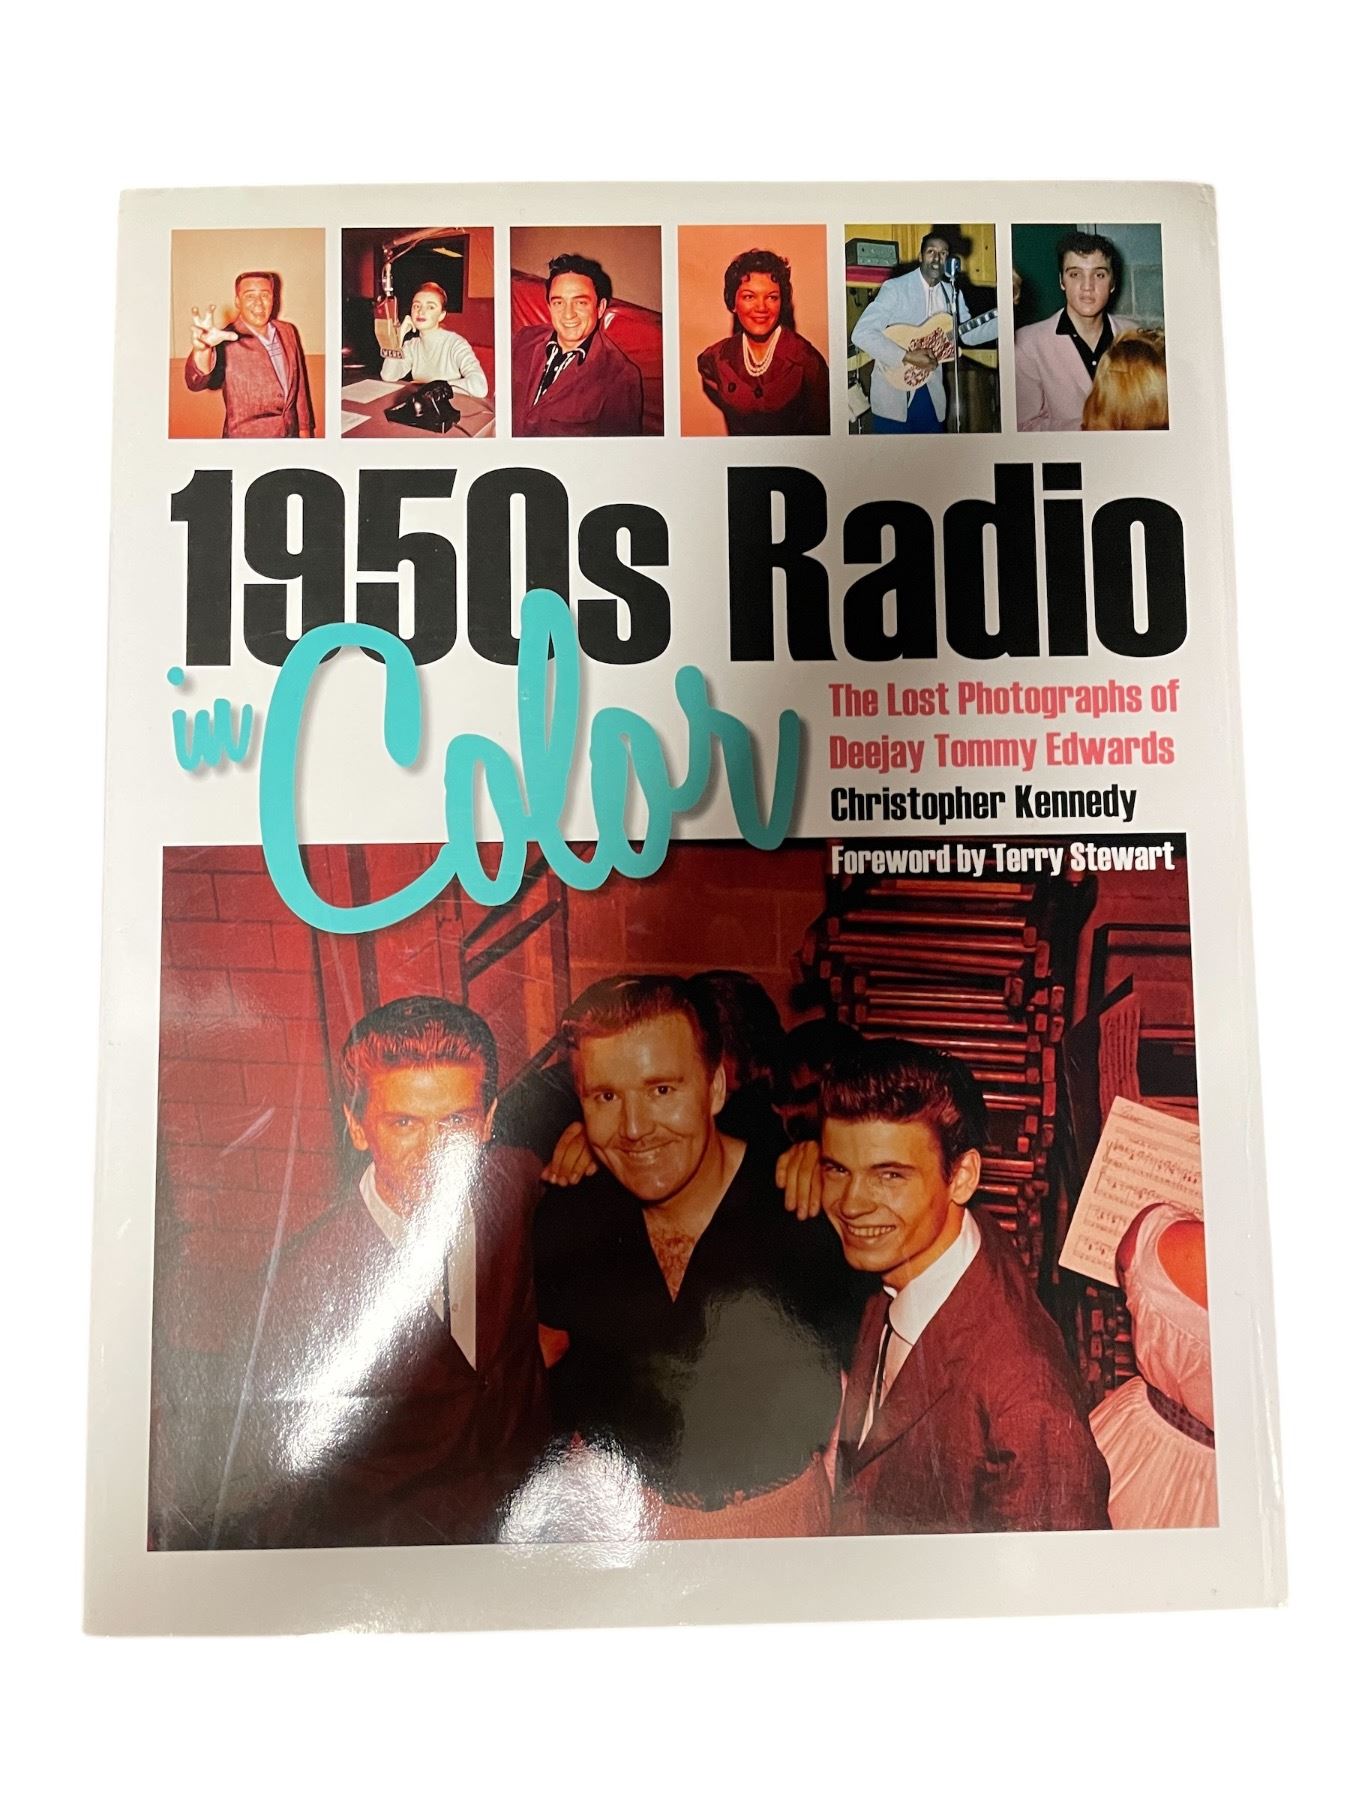 1950s Radio
in Color
The Lost Photographs of
Deejay Tommy Edwards
Christopher Kennedy
Foreword by Terry Stewart